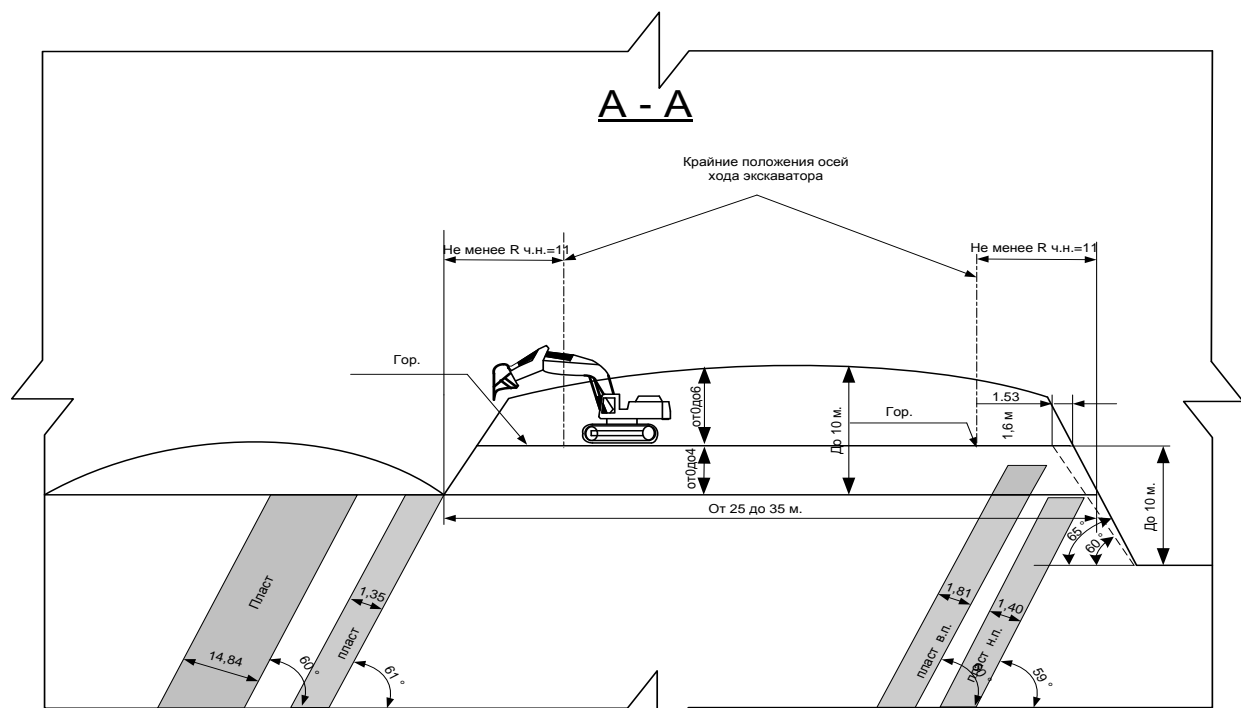 А - А
Крайние положения осей
хода экскаватора
Не менее R ч.н.=11
Не менее R ч.н.=11
Гор.
от0до6
До 10 м.
Гор.
1.53
1,6 м
от0до4
От 25 до 35 м.
До 10 м.
65°
60°
Пласт
14,84
60°
1,35
пласт
61°
1,81
пласт в.п.
1,40
пласт н.п.
59°